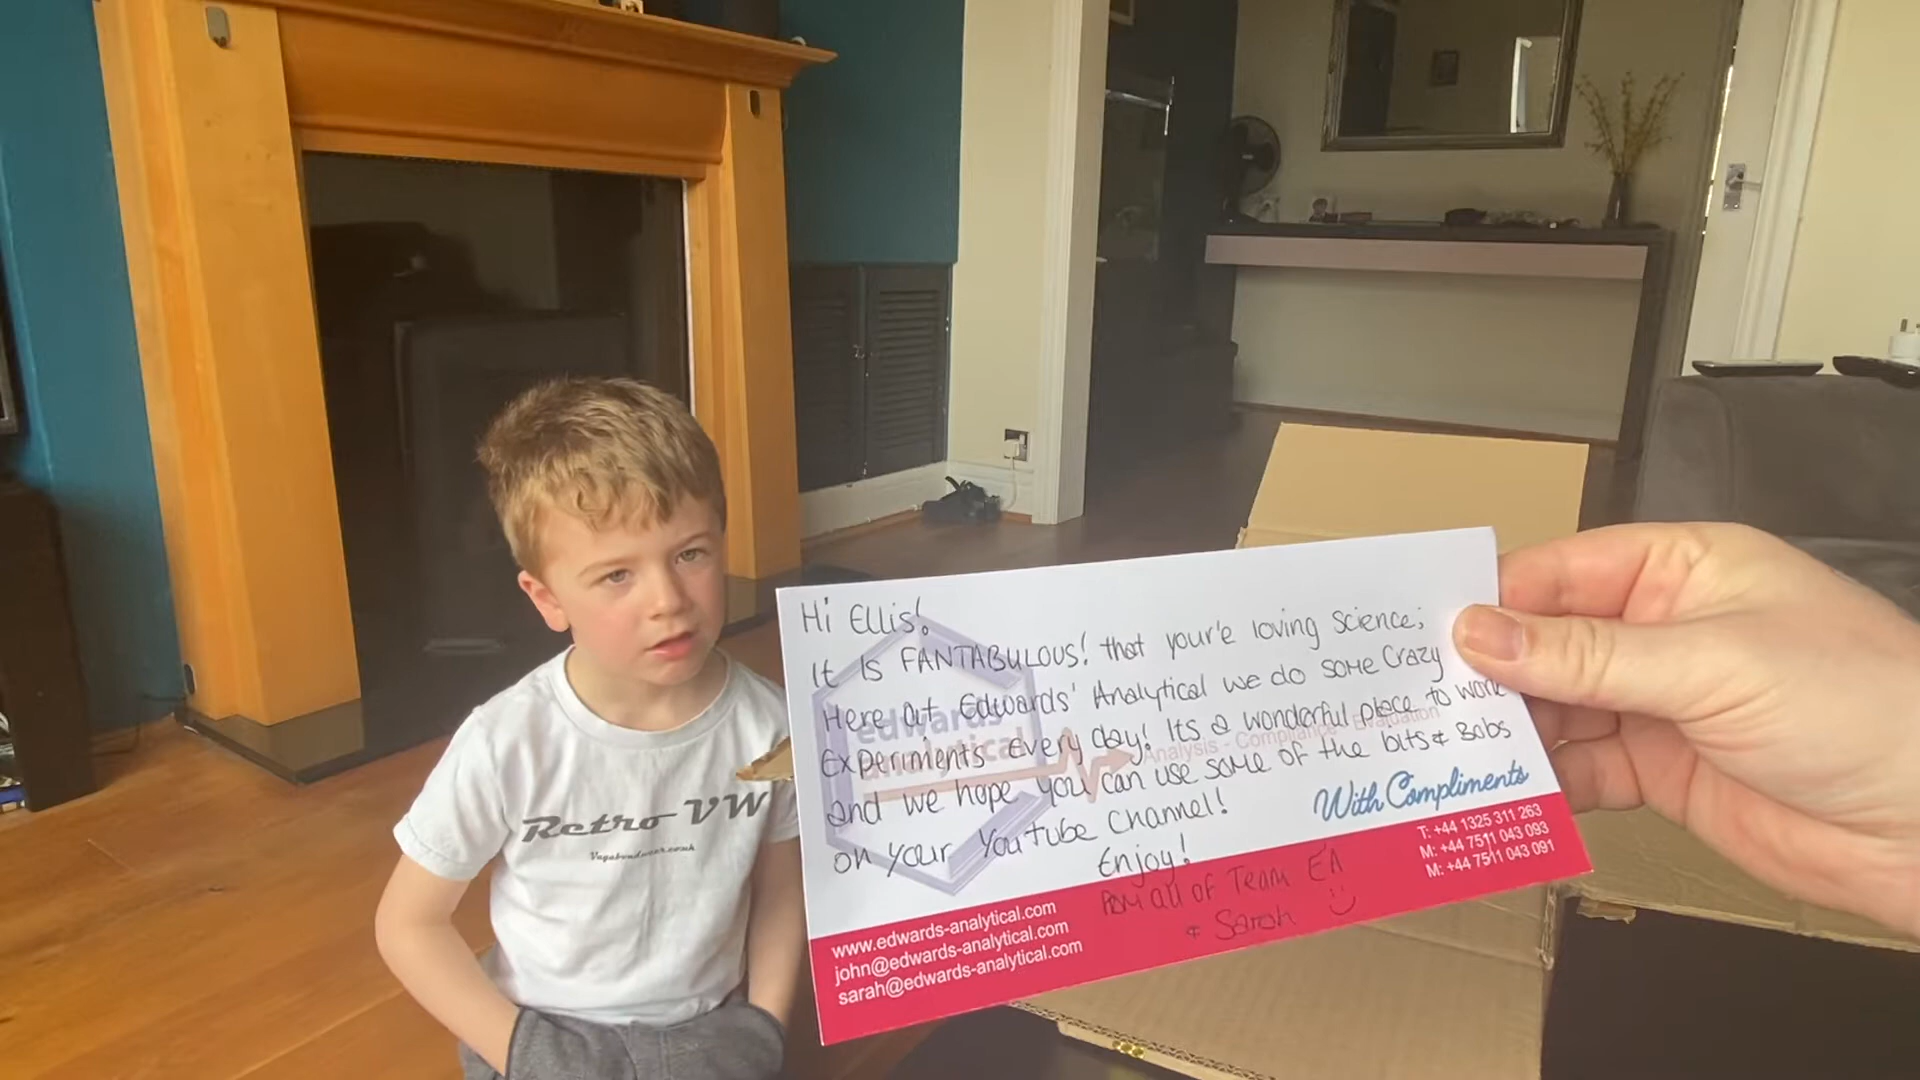 Hi Ellis!
It is FANTABULOUS! that your'e loving science;
Here at Edwards' Analytical we do some crazy
Experiments every day! Its a wonderful place to work
and we hope you can use some of the bits & Bobs
on your YouTube Channel!
Enjoy!
From all of Team EA
& Sarah
edwards
analytical
Analysis - Compliance - Evaluation
With Compliments
T: +44 1325 311 263
M: +44 7511 043 093
M: +44 7511 043 091
www.edwards-analytical.com
john@edwards-analytical.com
sarah@edwards-analytical.com
Retro VW
Vagabondwear.co.uk